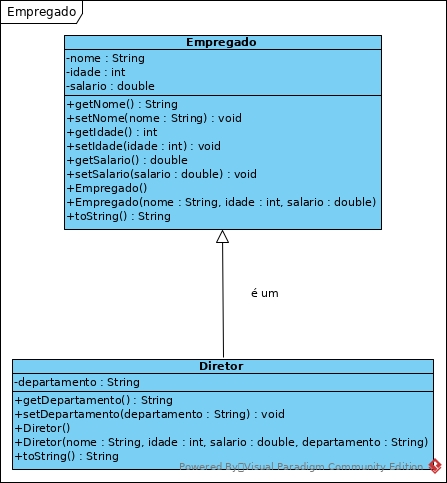 Empregado
Empregado
-nome : String
-idade : int
-salario : double
+getNome() : String
+setNome(nome : String) : void
+getIdade() : int
+setIdade(idade : int) : void
+getSalario() : double
+setSalario(salario : double) : void
+Empregado()
+Empregado(nome : String, idade : int, salario : double)
+toString() : String
é um
Diretor
-departamento : String
+getDepartamento() : String
+setDepartamento(departamento : String) : void
+Diretor()
+Diretor(nome : String, idade : int, salario : double, departamento : String)
+toString() : String
Powered By Visual Paradigm Community Edition